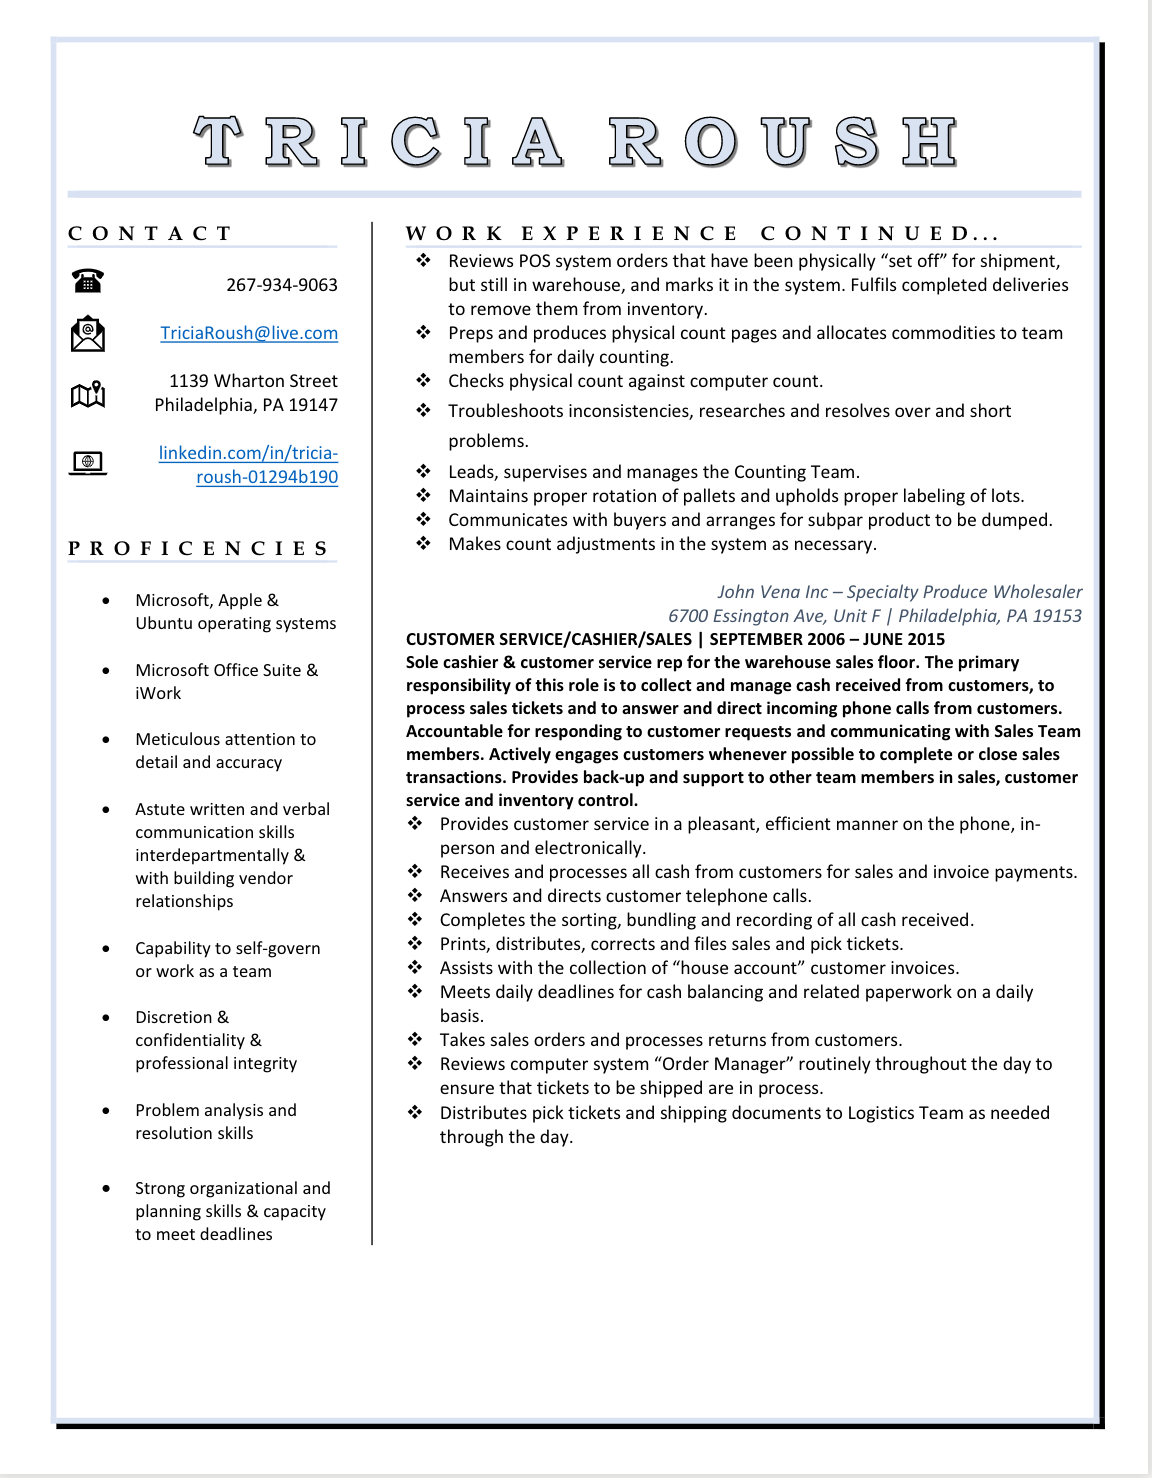 TRICIA ROUSH
CONTACT
267-934-9063
TriciaRoush@live.com
1139 Wharton Street
Philadelphia, PA 19147
linkedin.com/in/tricia-
roush-01294b190
PROFICENCIES
• Microsoft, Apple &
Ubuntu operating systems
• Microsoft Office Suite &
iWork
• Meticulous attention to
detail and accuracy
• Astute written and verbal
communication skills
interdepartmentally &
with building vendor
relationships
• Capability to self-govern
or work as a team
• Discretion &
confidentiality &
professional integrity
• Problem analysis and
resolution skills
• Strong organizational and
planning skills & capacity
to meet deadlines
WORK EXPERIENCE CONTINUED...
❖ Reviews POS system orders that have been physically “set off” for shipment,
but still in warehouse, and marks it in the system. Fulfils completed deliveries
to remove them from inventory.
❖ Preps and produces physical count pages and allocates commodities to team
members for daily counting.
❖ Checks physical count against computer count.
❖ Troubleshoots inconsistencies, researches and resolves over and short
problems.
❖ Leads, supervises and manages the Counting Team.
❖ Maintains proper rotation of pallets and upholds proper labeling of lots.
❖ Communicates with buyers and arranges for subpar product to be dumped.
❖ Makes count adjustments in the system as necessary.
John Vena Inc – Specialty Produce Wholesaler
6700 Essington Ave, Unit F | Philadelphia, PA 19153
CUSTOMER SERVICE/CASHIER/SALES | SEPTEMBER 2006 – JUNE 2015
Sole cashier & customer service rep for the warehouse sales floor. The primary
responsibility of this role is to collect and manage cash received from customers, to
process sales tickets and to answer and direct incoming phone calls from customers.
Accountable for responding to customer requests and communicating with Sales Team
members. Actively engages customers whenever possible to complete or close sales
transactions. Provides back-up and support to other team members in sales, customer
service and inventory control.
❖ Provides customer service in a pleasant, efficient manner on the phone, in-
person and electronically.
❖ Receives and processes all cash from customers for sales and invoice payments.
❖ Answers and directs customer telephone calls.
❖ Completes the sorting, bundling and recording of all cash received.
❖ Prints, distributes, corrects and files sales and pick tickets.
❖ Assists with the collection of “house account” customer invoices.
❖ Meets daily deadlines for cash balancing and related paperwork on a daily
basis.
❖ Takes sales orders and processes returns from customers.
❖ Reviews computer system “Order Manager” routinely throughout the day to
ensure that tickets to be shipped are in process.
❖ Distributes pick tickets and shipping documents to Logistics Team as needed
through the day.